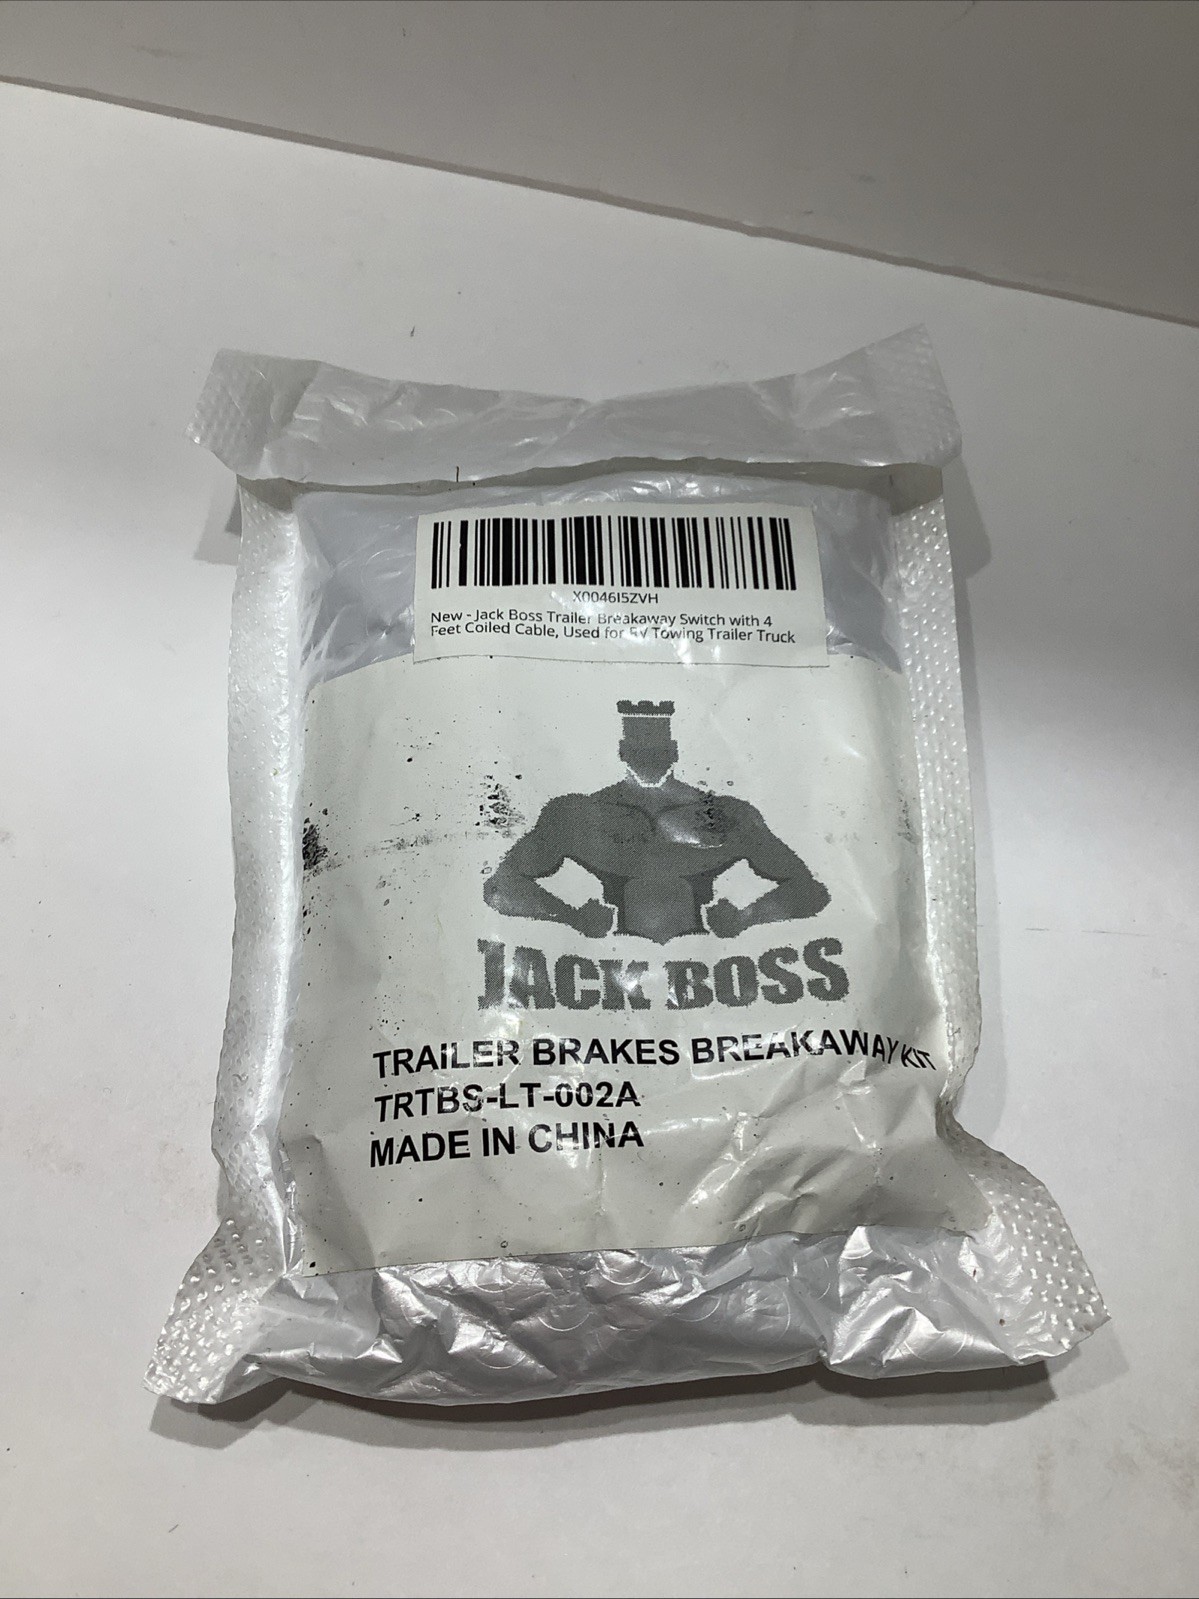 X0046I5ZVH
New - Jack Boss Trailer Breakaway Switch with 4
Feet Coiled Cable, Used for RV Towing Trailer Truck
JACK BOSS
TRAILER BRAKES BREAKAWAY KIT
TRTBS-LT-002A
MADE IN CHINA